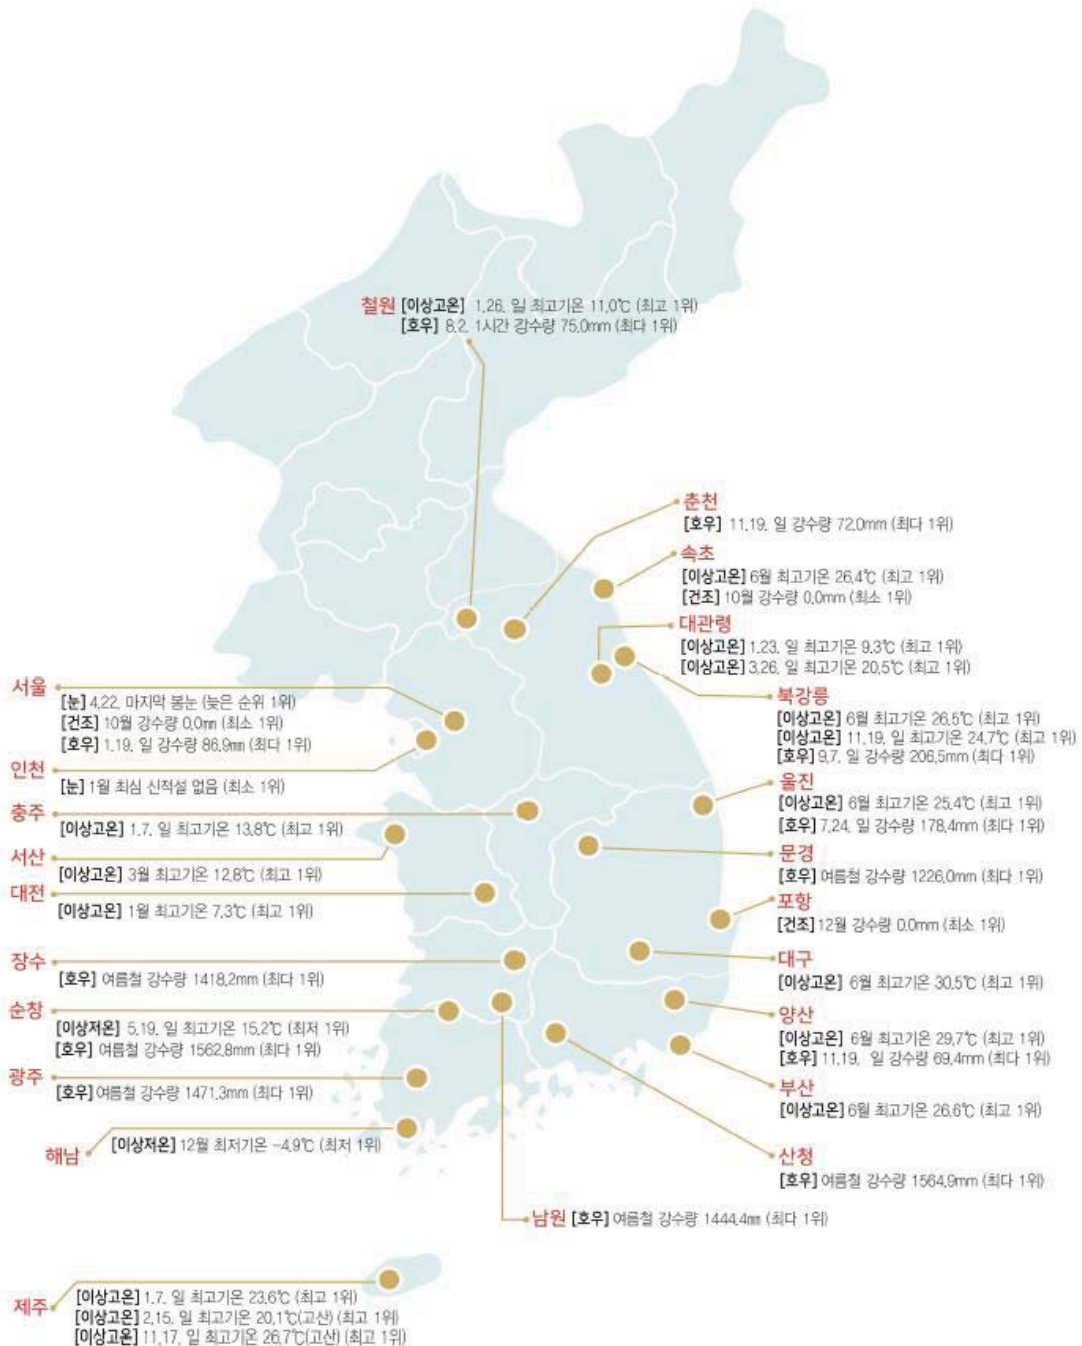 철원 [이상고온] 1.26. 일 최고기온 11.0℃ (최고 1위)
[호우] 8.2. 1시간 강수량 75.0mm (최다 1위)
춘천
[호우] 11.19. 일 강수량 72.0mm (최다 1위)
속초
[이상고온] 6월 최고기온 26.4℃ (최고 1위)
[건조] 10월 강수량 0.0mm (최소 1위)
대관령
[이상고온] 1.23. 일 최고기온 9.3℃ (최고 1위)
[이상고온] 3.26. 일 최고기온 20.5℃ (최고 1위)
북강릉
[이상고온] 6월 최고기온 26.5℃ (최고 1위)
[이상고온] 11.19. 일 최고기온 24.7℃ (최고 1위)
[호우] 9.7. 일 강수량 206.5mm (최다 1위)
울진
[이상고온] 6월 최고기온 25.4℃ (최고 1위)
[호우] 7.24. 일 강수량 178.4mm (최다 1위)
문경
[호우] 여름철 강수량 1226.0mm (최다 1위)
포항
[건조] 12월 강수량 0.0mm (최소 1위)
대구
[이상고온] 6월 최고기온 30.5℃ (최고 1위)
양산
[이상고온] 6월 최고기온 29.7℃ (최고 1위)
[호우] 11.19. 일 강수량 69.4mm (최다 1위)
부산
[이상고온] 6월 최고기온 26.6℃ (최고 1위)
산청
[호우] 여름철 강수량 1564.9mm (최다 1위)
서울
[눈] 4.22. 마지막 봄눈 (늦은 순위 1위)
[건조] 10월 강수량 0.0㎜ (최소 1위)
[호우] 1.19. 일 강수량 86.9㎜ (최다 1위)
인천
[눈] 1월 최심 신적설 없음 (최소 1위)
충주
[이상고온] 1.7. 일 최고기온 13.8℃ (최고 1위)
서산
[이상고온] 3월 최고기온 12.8℃ (최고 1위)
대전
[이상고온] 1월 최고기온 7.3℃ (최고 1위)
장수
[호우] 여름철 강수량 1418.2mm (최다 1위)
순창
[이상저온] 5.19. 일 최고기온 15.2℃ (최저 1위)
[호우] 여름철 강수량 1562.8mm (최다 1위)
광주
[호우] 여름철 강수량 1471.3mm (최다 1위)
해남
[이상저온] 12월 최저기온 -4.9℃ (최저 1위)
남원 [호우] 여름철 강수량 1444.4㎜ (최다 1위)
제주
[이상고온] 1.7. 일 최고기온 23.6℃ (최고 1위)
[이상고온] 2.15. 일 최고기온 20.1℃(고산) (최고 1위)
[이상고온] 11.17. 일 최고기온 26.7℃(고산) (최고 1위)